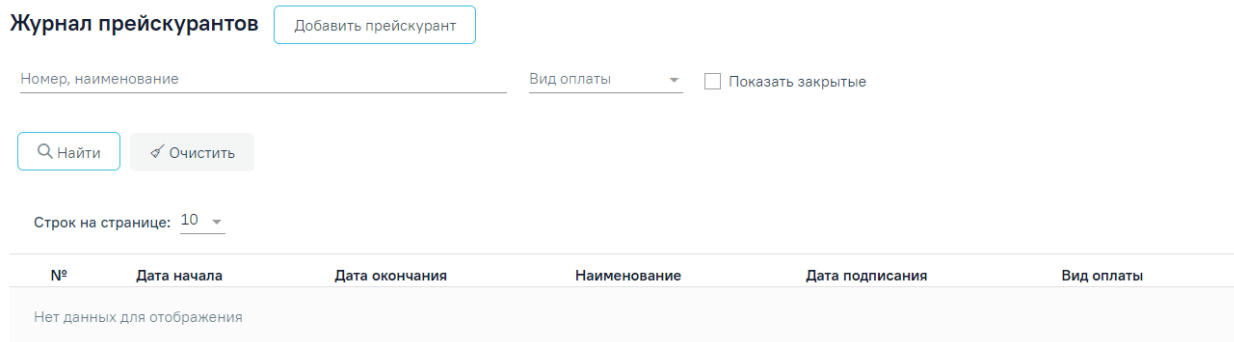 Журнал прейскурантов Добавить прейскурант
Номер, наименование Вид оплаты Показать закрытые
Найти Очистить
Строк на странице: 10
№ Дата начала Дата окончания Наименование Дата подписания Вид оплаты
Нет данных для отображения